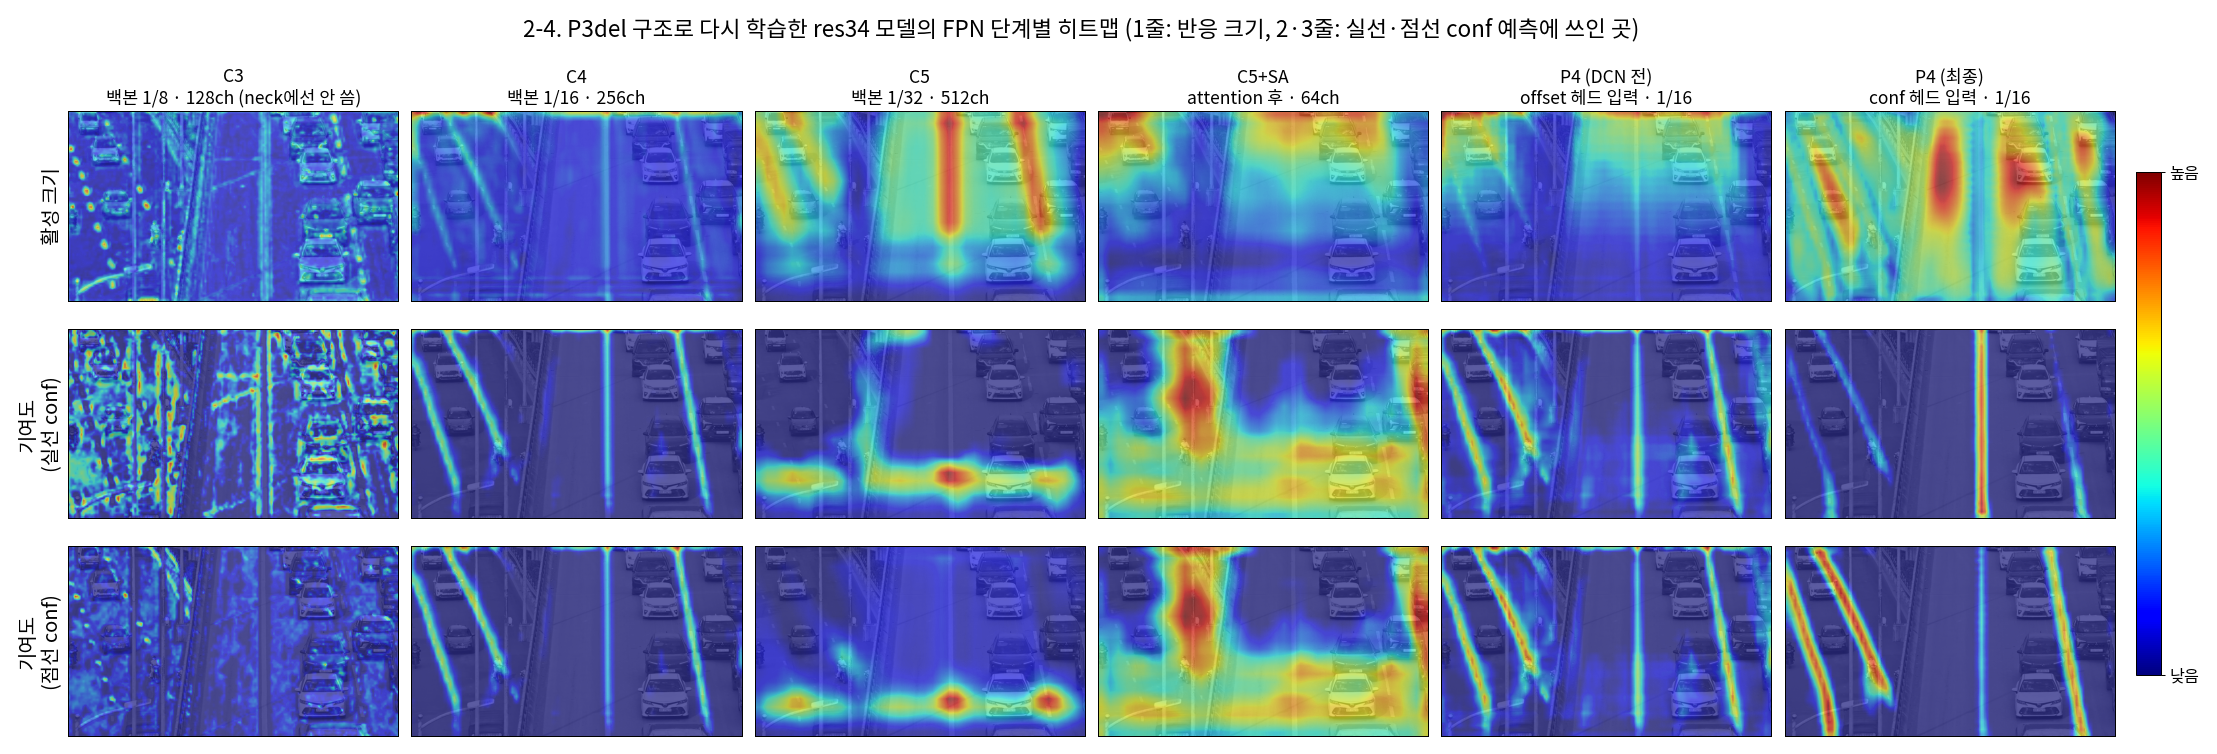 2-4. P3del 구조로 다시 학습한 res34 모델의 FPN 단계별 히트맵 (1줄: 반응 크기, 2·3줄: 실선·점선 conf 예측에 쓰인 곳)
C3
백본 1/8 · 128ch (neck에선 안 씀)
C4
백본 1/16 · 256ch
C5
백본 1/32 · 512ch
C5+SA
attention 후 · 64ch
P4 (DCN 전)
offset 헤드 입력 · 1/16
P4 (최종)
conf 헤드 입력 · 1/16
활성 크기
기여도
(실선 conf)
기여도
(점선 conf)
높음
낮음